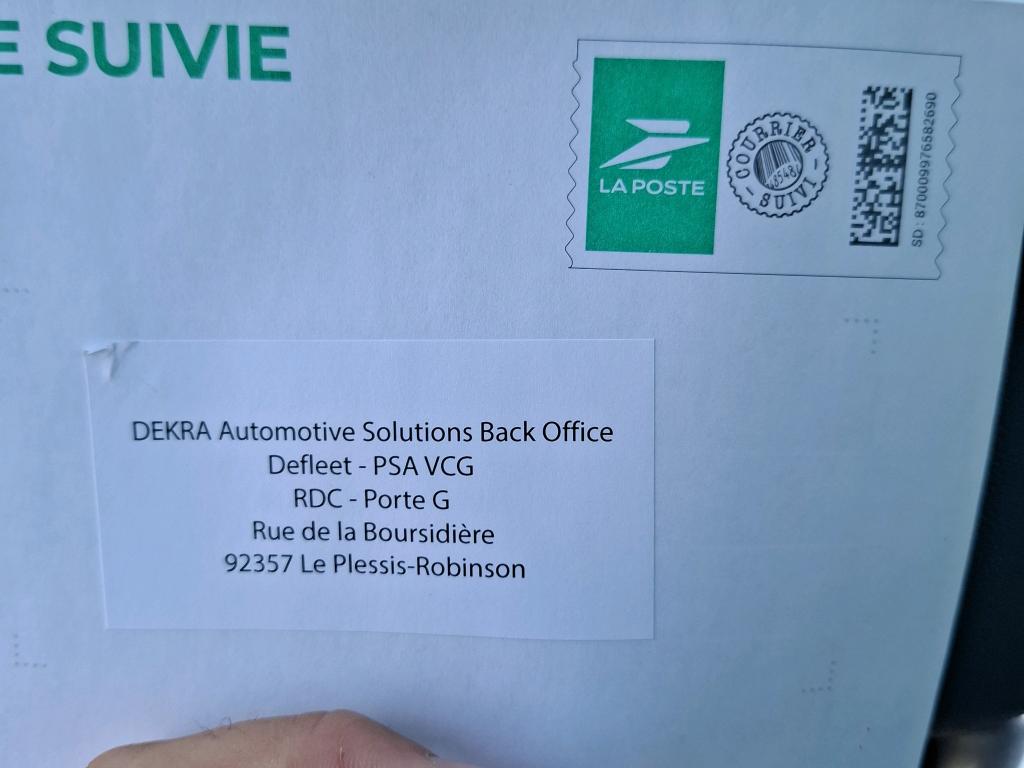 E SUIVIE
LA POSTE
COURRIER
SUIVI
SD : 870009976582690
DEKRA Automotive Solutions Back Office
Defleet - PSA VCG
RDC - Porte G
Rue de la Boursidière
92357 Le Plessis-Robinson